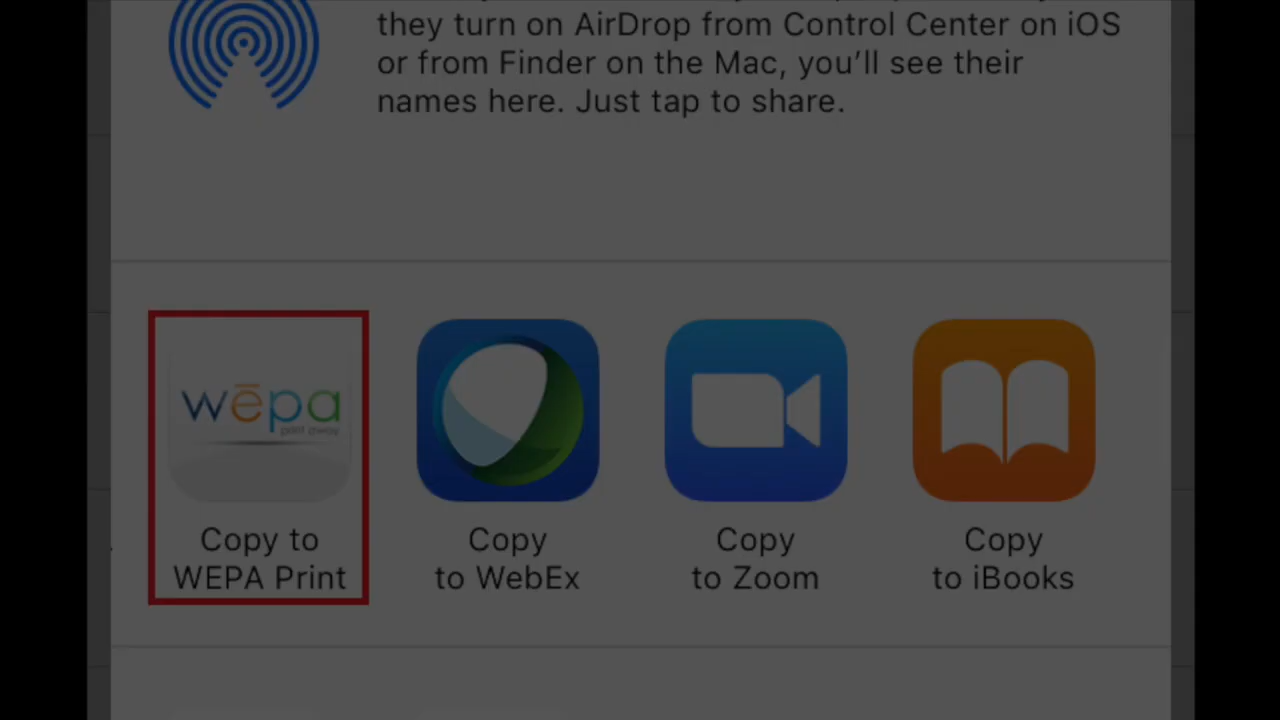 they turn on AirDrop from Control Center on iOS
or from Finder on the Mac, you’ll see their
names here. Just tap to share.
wēpa
print away
Copy to
WEPA Print
Copy
to WebEx
Copy
to Zoom
Copy
to iBooks